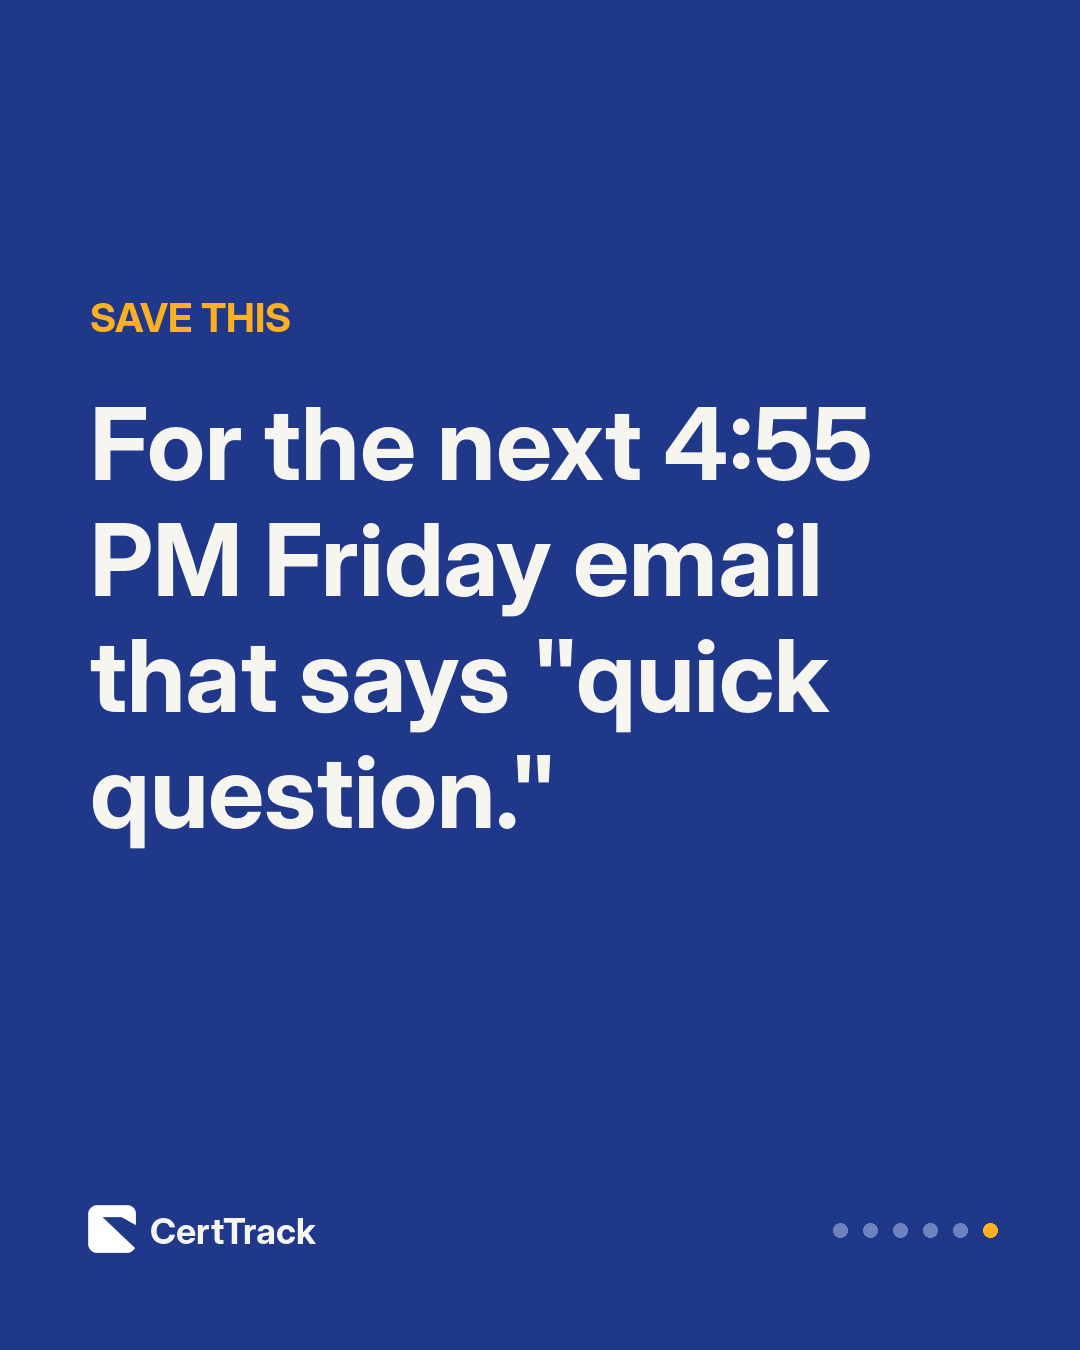 SAVE THIS
For the next 4:55
PM Friday email
that says "quick
question."
CertTrack